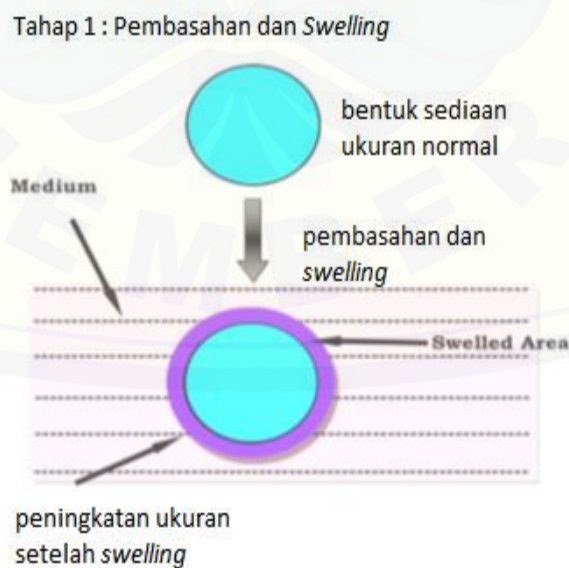 Tahap 1 : Pembasahan dan Swelling
bentuk sediaan
ukuran normal
Medium
pembasahan dan
swelling
Swelled Area
peningkatan ukuran
setelah swelling